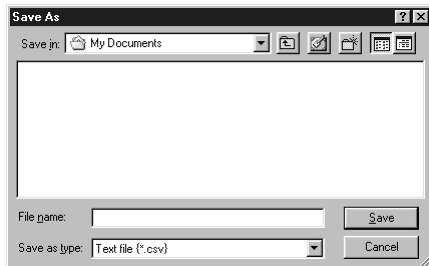 Save As
Save in: My Documents
File name:
Save
Save as type: Text file {*.csv}
Cancel